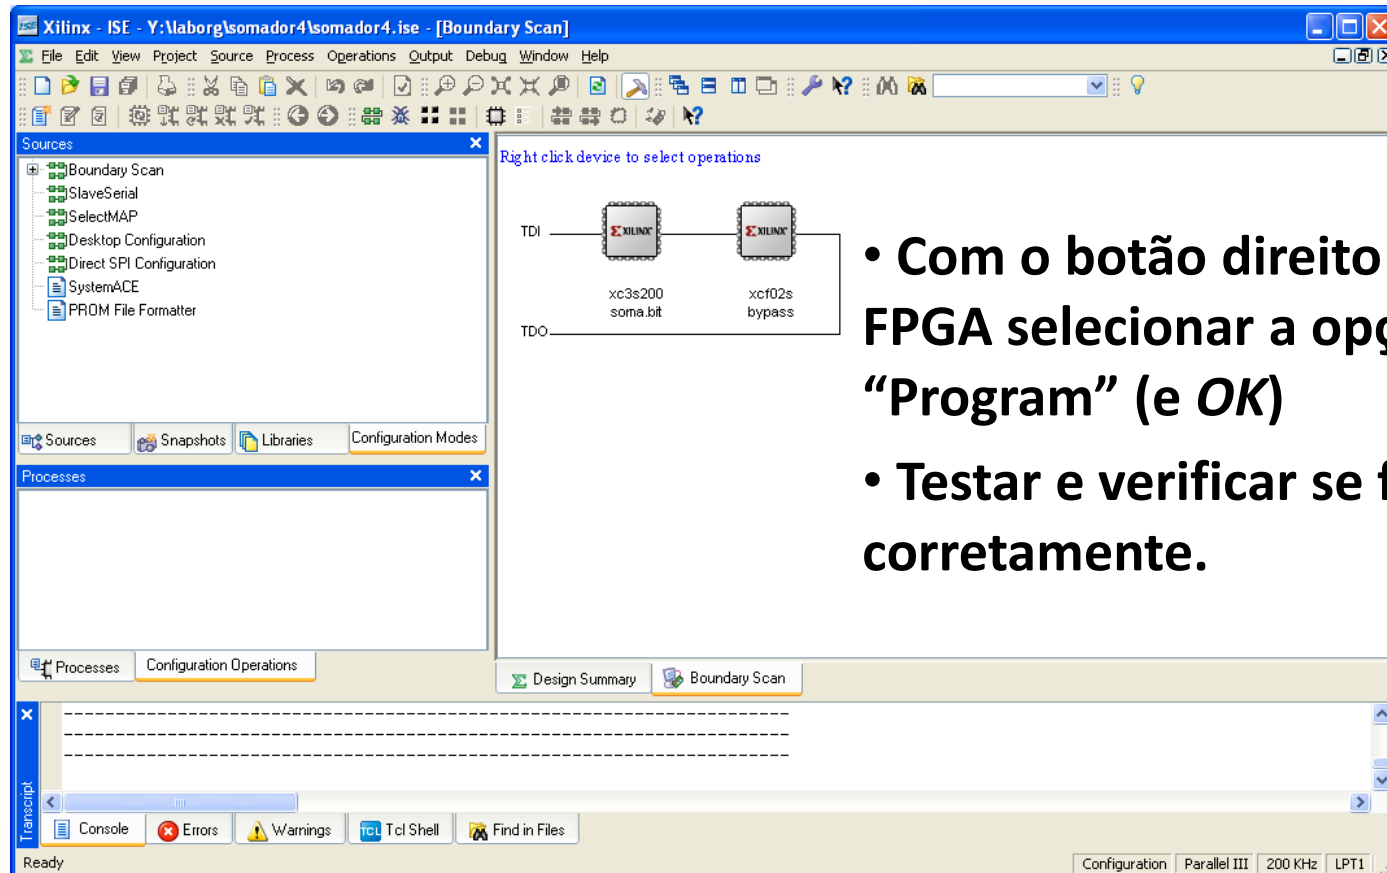 Xilinx - ISE - Y:\laborg\somador4\somador4.ise - [Boundary Scan]
File Edit View Project Source Process Operations Output Debug Window Help
Sources
Boundary Scan
SlaveSerial
SelectMAP
Desktop Configuration
Direct SPI Configuration
SystemACE
PROM File Formatter
Sources Snapshots Libraries Configuration Modes
Processes
Processes Configuration Operations
Right click device to select operations
TDI XILINX XILINX
xc3s200 xcf02s
soma.bit bypass
TDO
• Com o botão direito
FPGA selecionar a opç
“Program” (e OK)
• Testar e verificar se f
corretamente.
Design Summary Boundary Scan
Transcript
Console Errors Warnings TCL Tcl Shell Find in Files
Ready Configuration Parallel III 200 KHz LPT1